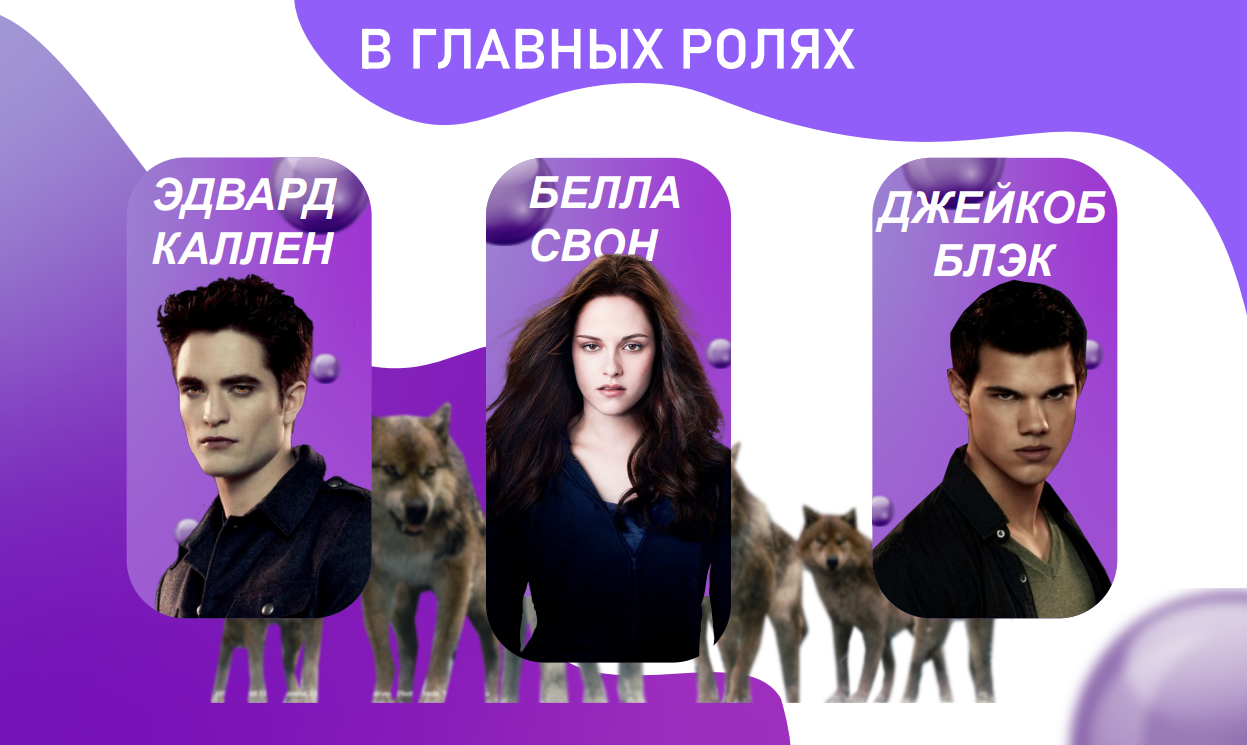 В ГЛАВНЫХ РОЛЯХ
ЭДВАРД
КАЛЛЕН
БЕЛЛА
СВОН
ДЖЕЙКОБ
БЛЭК